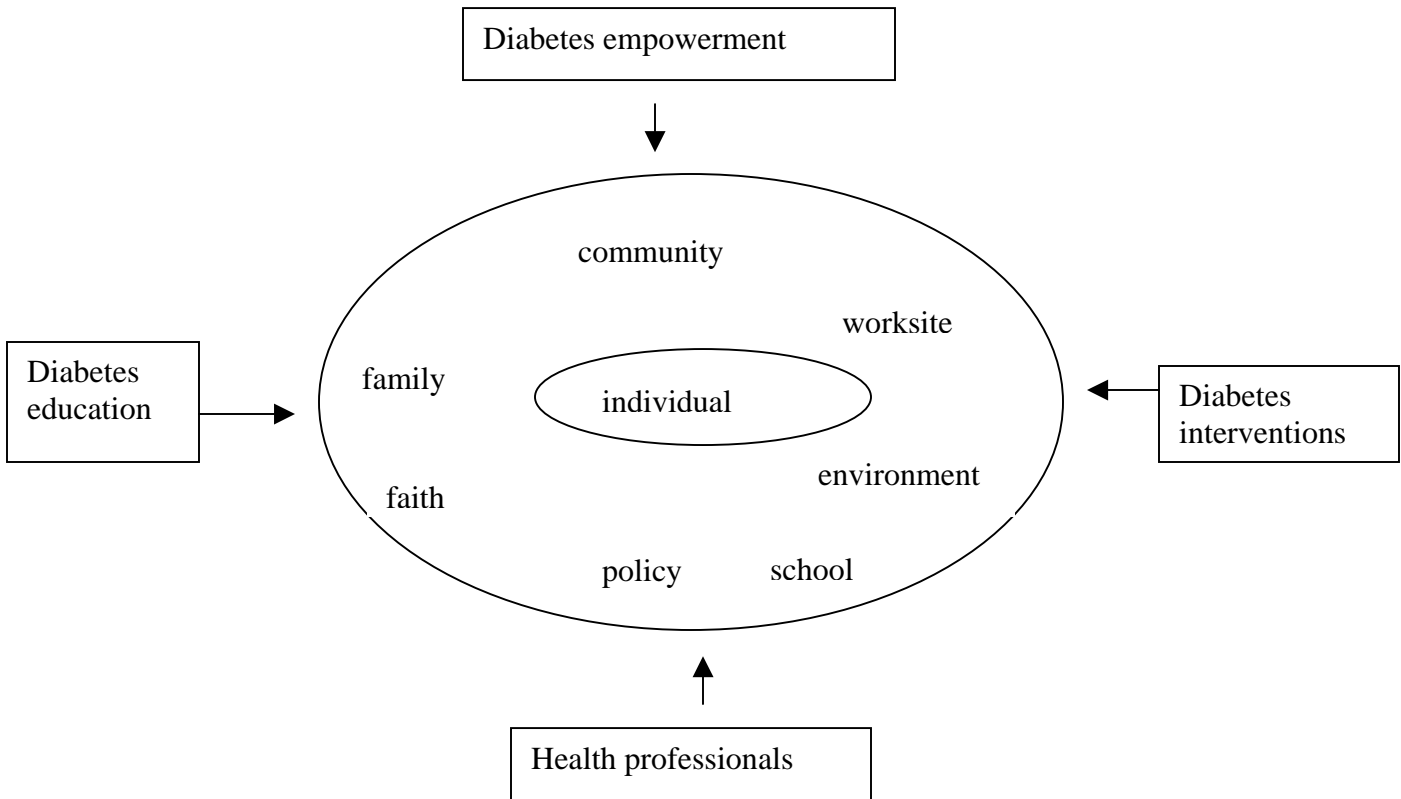 Diabetes empowerment
community
worksite
Diabetes
education
family
individual
Diabetes
interventions
environment
faith
policy
school
Health professionals